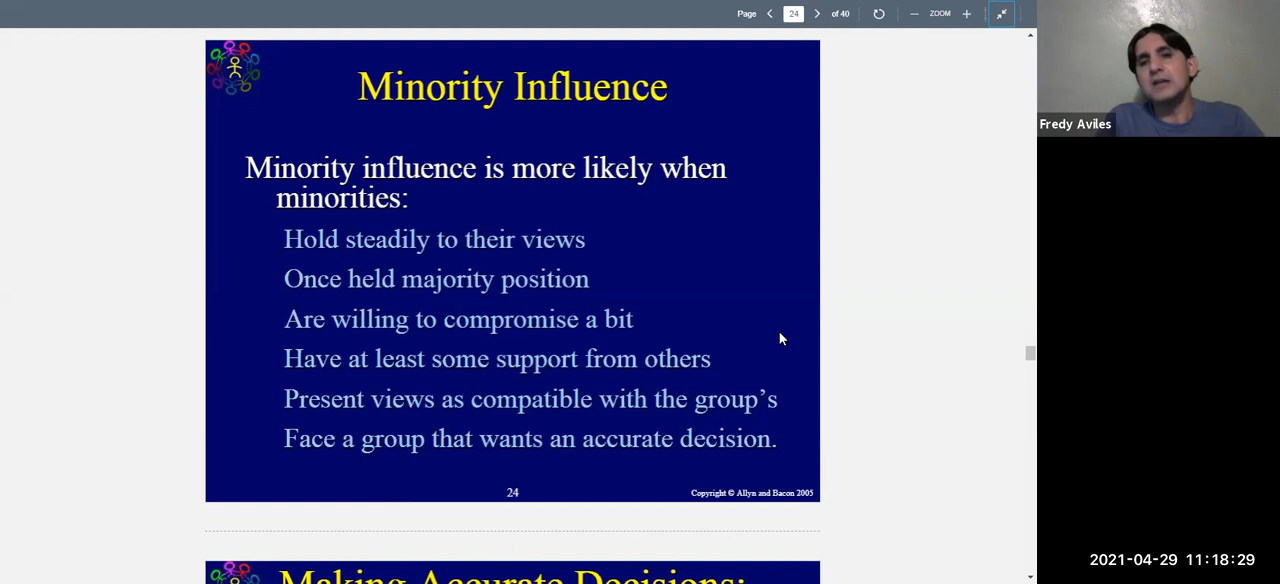 Page 24 of 40 ZOOM
Minority Influence
Fredy Aviles
Minority influence is more likely when
minorities:
Hold steadily to their views
Once held majority position
Are willing to compromise a bit
Have at least some support from others
Present views as compatible with the group’s
Face a group that wants an accurate decision.
24
Copyright © Allyn and Bacon 2005
2021-04-29 11:18:29
Making Accurate Decisions: